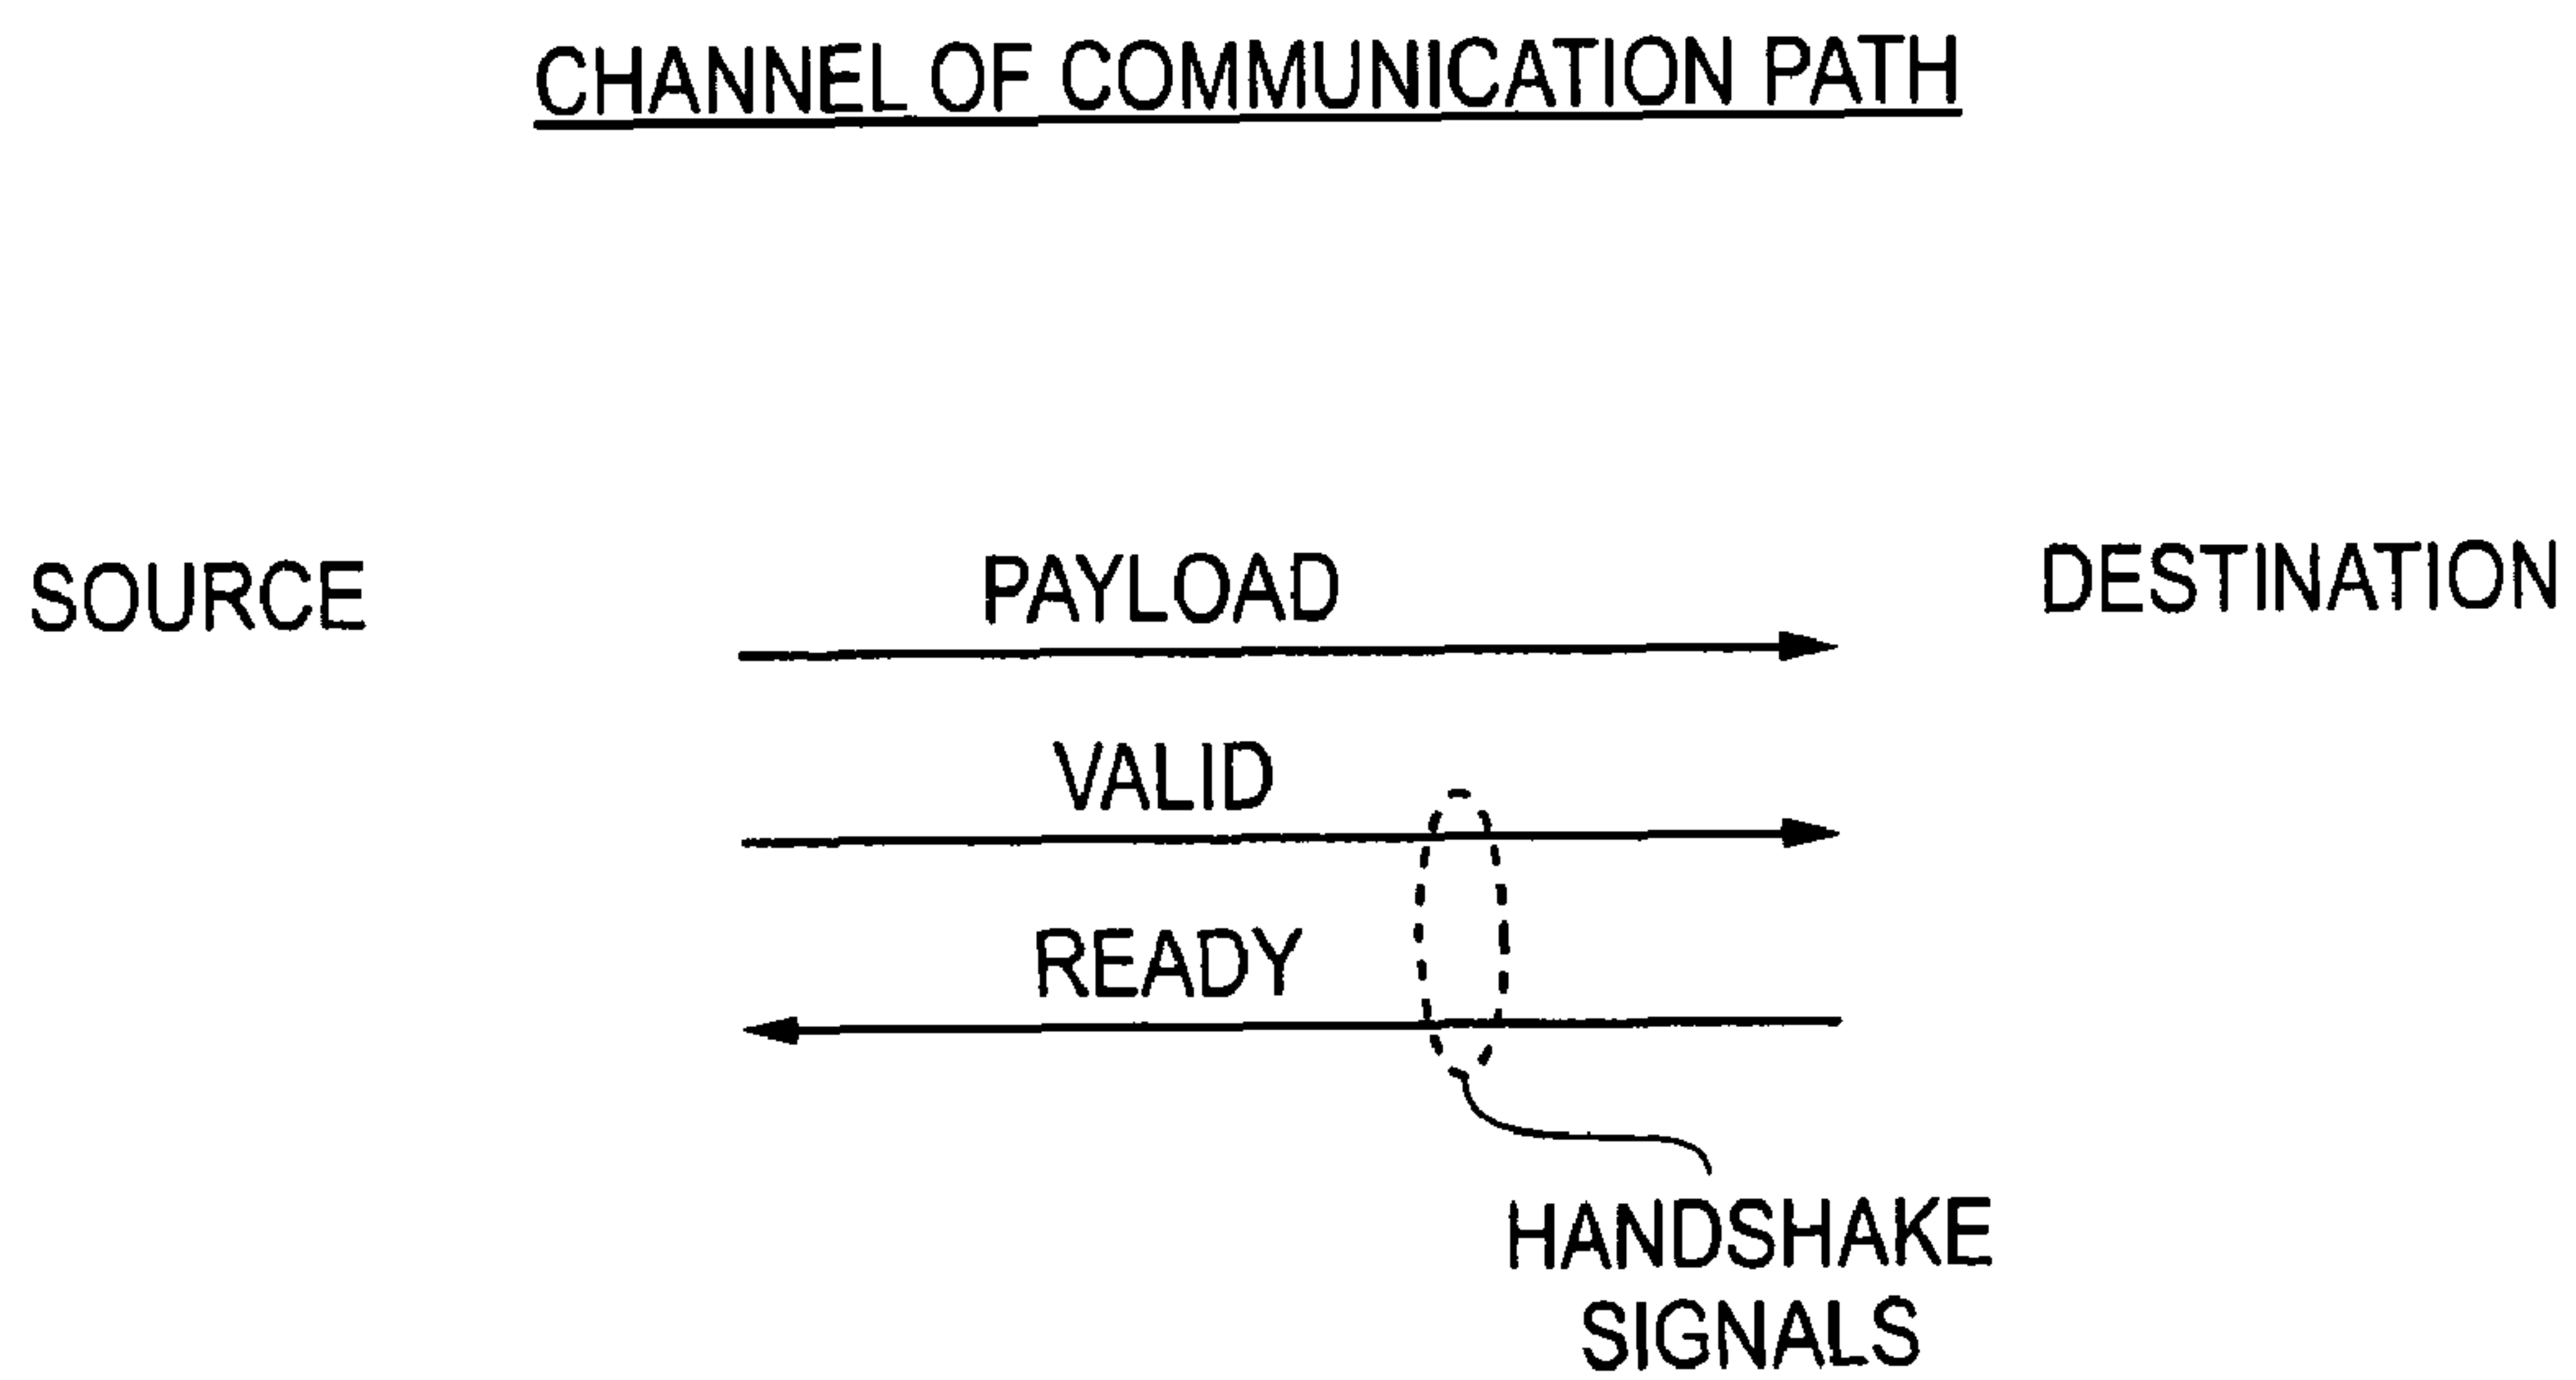 CHANNEL OF COMMUNICATION PATH
SOURCE
PAYLOAD
DESTINATION
VALID
READY
HANDSHAKE
SIGNALS